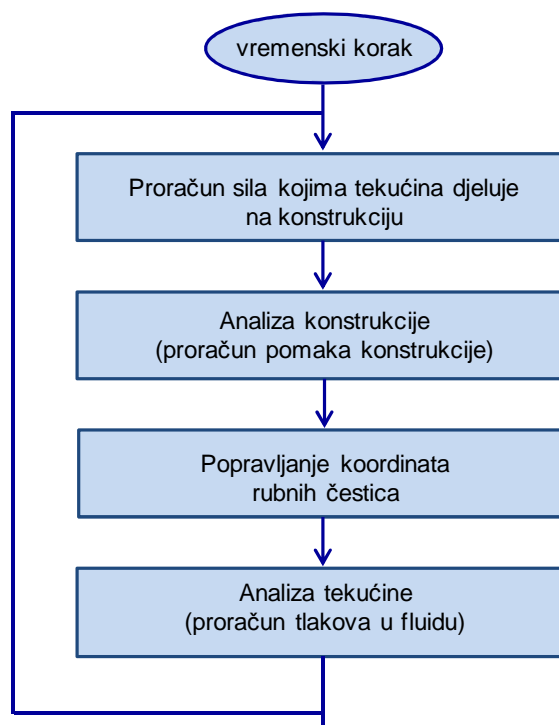 vremenski korak
Proračun sila kojima tekućina djeluje
na konstrukciju
Analiza konstrukcije
(proračun pomaka konstrukcije)
Popravljanje koordinata
rubnih čestica
Analiza tekućine
(proračun tlakova u fluidu)